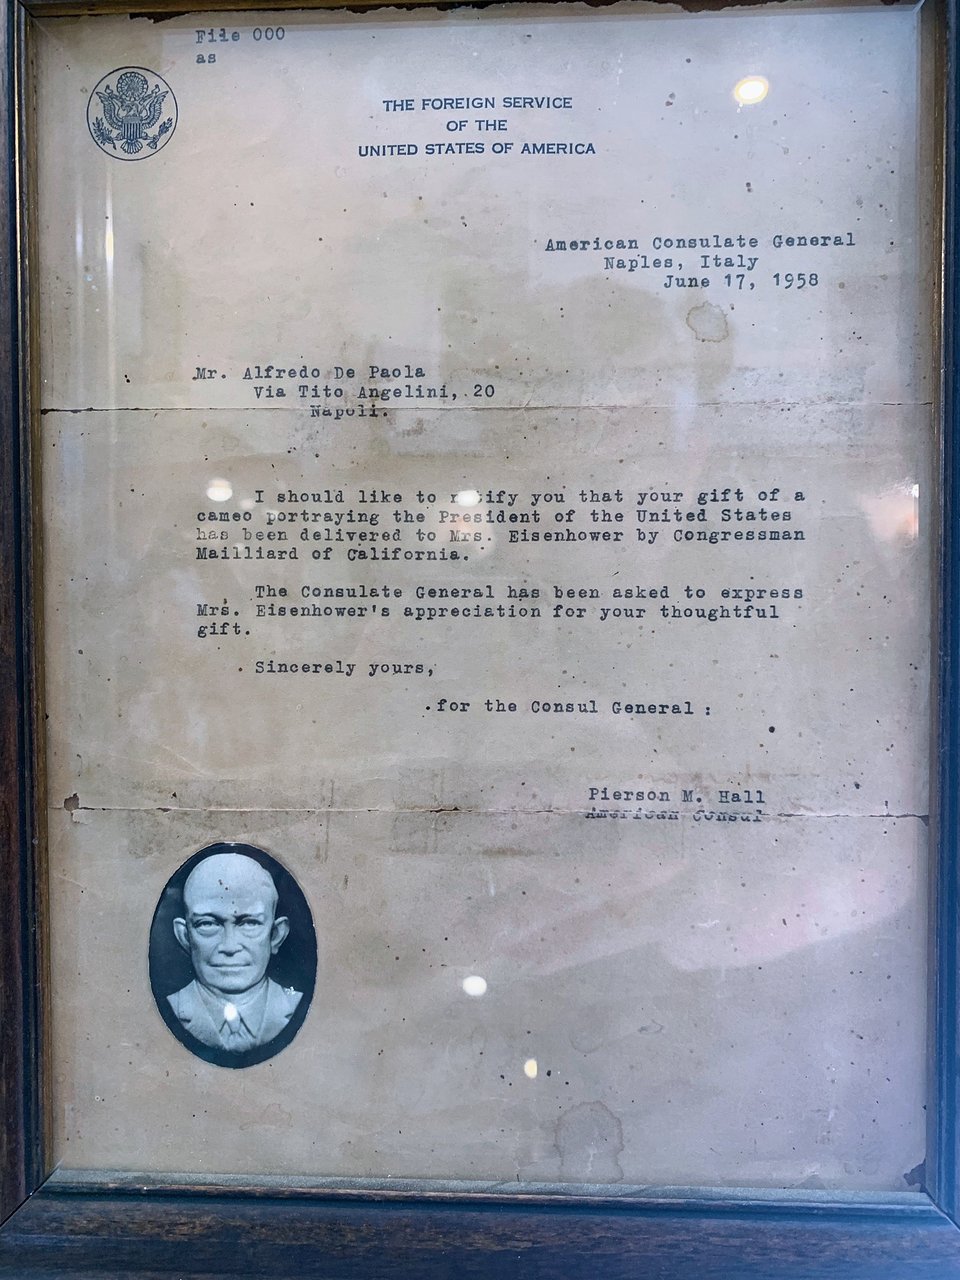 File 000
as
THE FOREIGN SERVICE
OF THE
UNITED STATES OF AMERICA
American Consulate General
Naples, Italy
June 17, 1958
Mr. Alfredo De Paola
Via Tito Angelini, 20
Napoli.
I should like to notify you that your gift of a
cameo portraying the President of the United States
has been delivered to Mrs. Eisenhower by Congressman
Mailliard of California.
The Consulate General has been asked to express
Mrs. Eisenhower's appreciation for your thoughtful
gift.
Sincerely yours,
for the Consul General :
Pierson M. Hall
American Consul